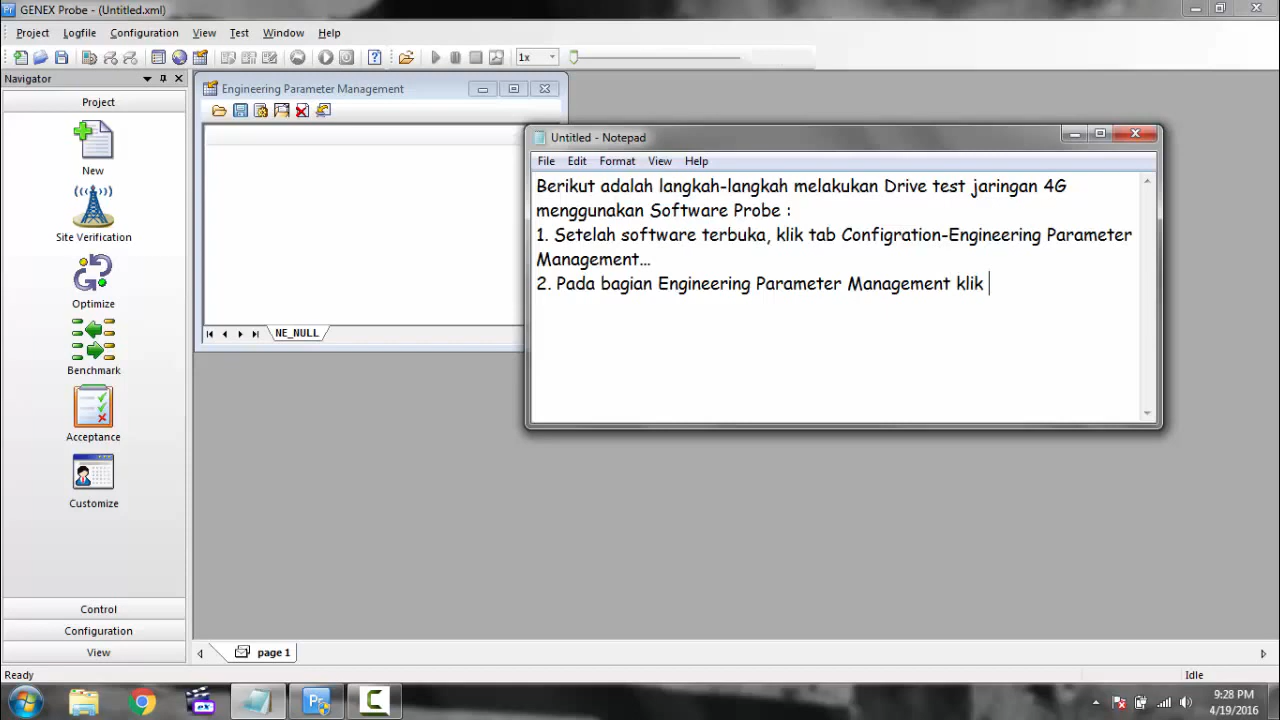 GENEX Probe - (Untitled.xml)
Project Logfile Configuration View Test Window Help
1x
Navigator
Project
New
Site Verification
Optimize
Benchmark
Acceptance
Customize
Control
Configuration
View
Engineering Parameter Management
NE_NULL
Untitled - Notepad
File Edit Format View Help
Berikut adalah langkah-langkah melakukan Drive test jaringan 4G
menggunakan Software Probe :
1. Setelah software terbuka, klik tab Configration-Engineering Parameter
Management...
2. Pada bagian Engineering Parameter Management klik
page 1
Ready
Idle
9:28 PM
4/19/2016